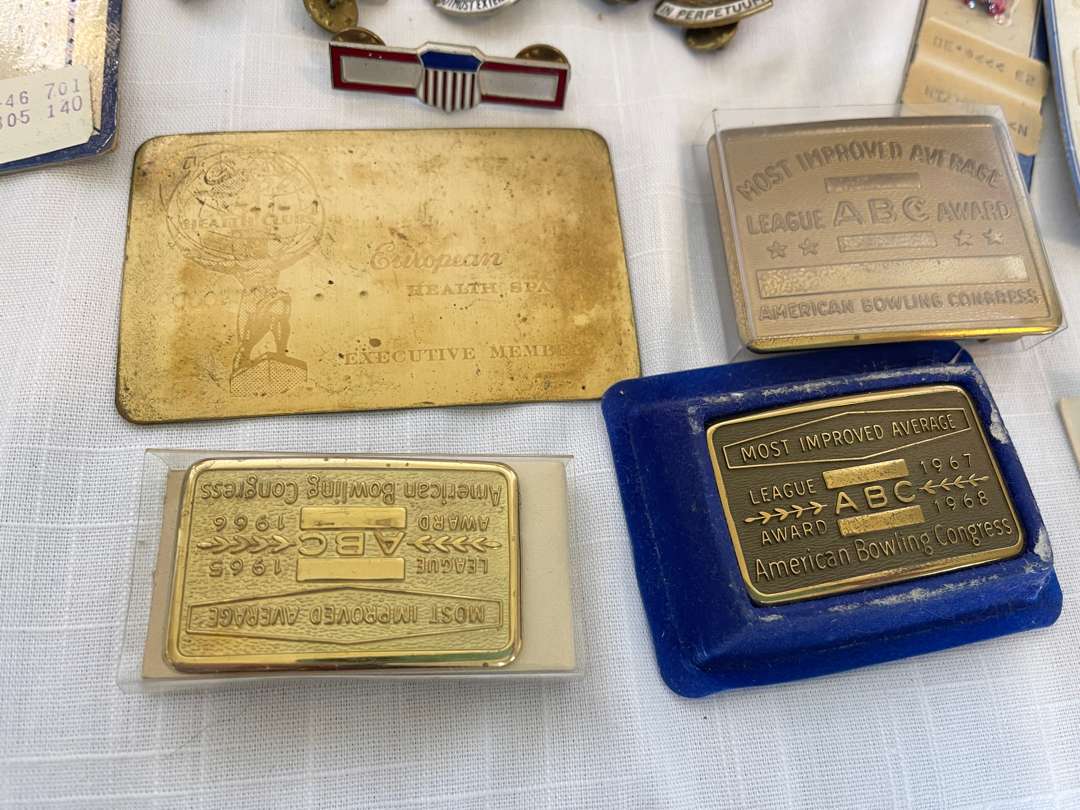 46 701
305 140
IN PERPETUUM
HEALTH CLUBS
European
HEALTH SPA
EXECUTIVE MEMBER
MOST IMPROVED AVERAGE
LEAGUE ABC AWARD
AMERICAN BOWLING CONGRESS
MOST IMPROVED AVERAGE
LEAGUE 1965
ABC
AWARD 1966
American Bowling Congress
MOST IMPROVED AVERAGE
LEAGUE 1967
ABC
AWARD 1968
American Bowling Congress